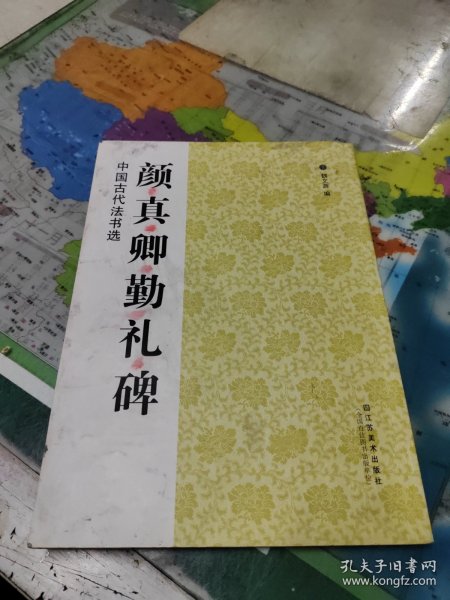 中国古代法书选
颜真卿勤礼碑
编
江苏美术出版社
孔夫子旧书网
www.kongfz.com